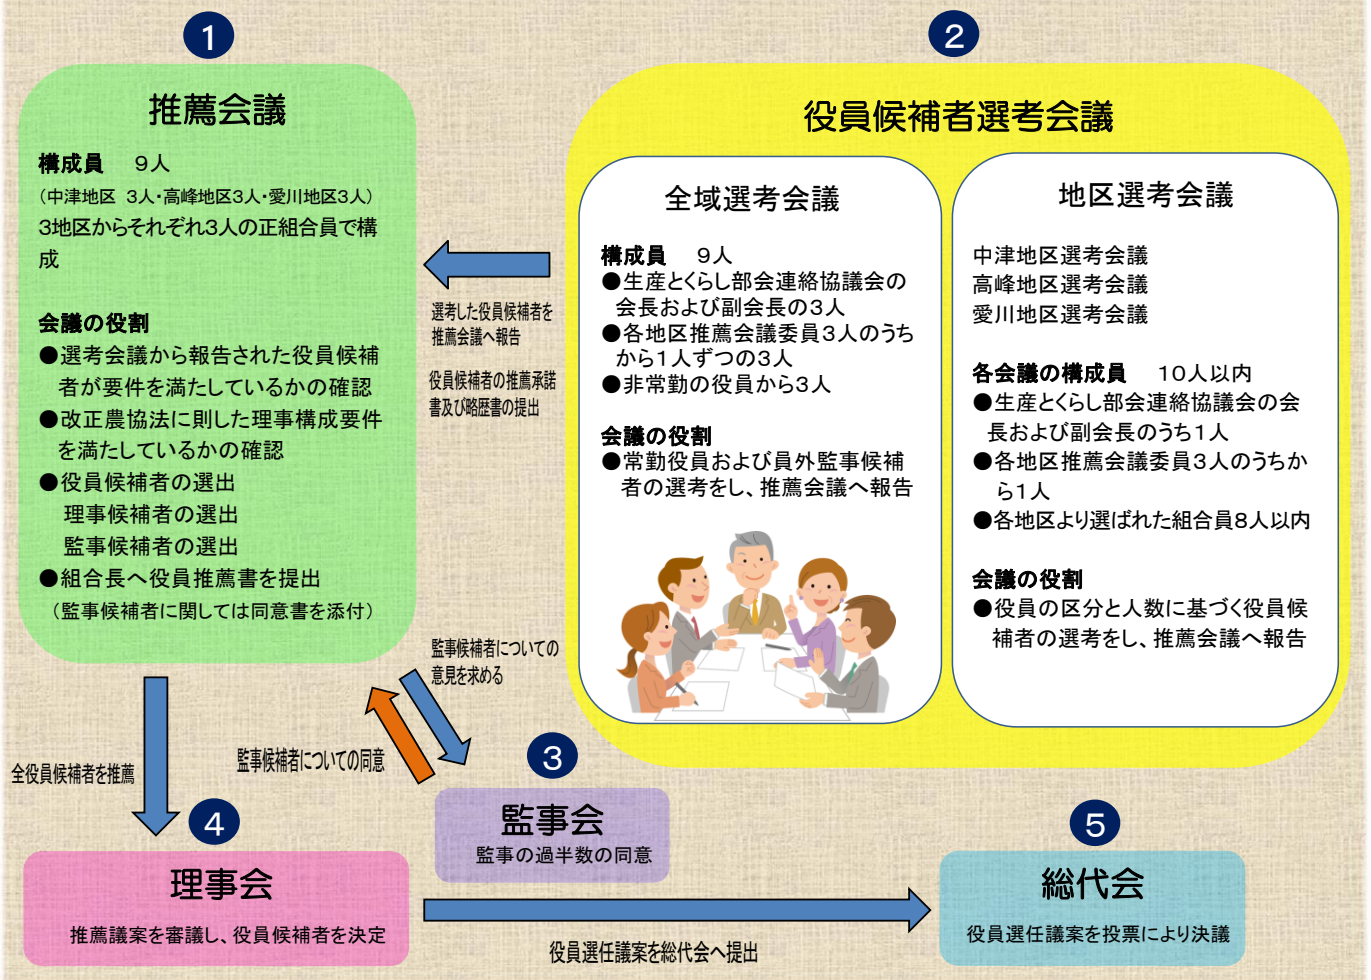 1
推薦会議
構成員　9人
（中津地区 3人・高峰地区3人・愛川地区3人）
3地区からそれぞれ3人の正組合員で構
成
会議の役割
●選考会議から報告された役員候補
者が要件を満たしているかの確認
●改正農協法に則した理事構成要件
を満たしているかの確認
●役員候補者の選出
理事候補者の選出
監事候補者の選出
●組合長へ役員推薦書を提出
（監事候補者に関しては同意書を添付）
選考した役員候補者を
推薦会議へ報告
役員候補者の推薦承諾
書及び略歴書の提出
2
役員候補者選考会議
全域選考会議
構成員　9人
●生産とくらし部会連絡協議会の
会長および副会長の3人
●各地区推薦会議委員3人のうち
から1人ずつの3人
●非常勤の役員から3人
会議の役割
●常勤役員および員外監事候補
者の選考をし、推薦会議へ報告
地区選考会議
中津地区選考会議
高峰地区選考会議
愛川地区選考会議
各会議の構成員　10人以内
●生産とくらし部会連絡協議会の会
長および副会長のうち1人
●各地区推薦会議委員3人のうちか
ら1人
●各地区より選ばれた組合員8人以内
会議の役割
●役員の区分と人数に基づく役員候
補者の選考をし、推薦会議へ報告
監事候補者についての
意見を求める
監事候補者についての同意
全役員候補者を推薦
3
監事会
監事の過半数の同意
4
理事会
推薦議案を審議し、役員候補者を決定
役員選任議案を総代会へ提出
5
総代会
役員選任議案を投票により決議